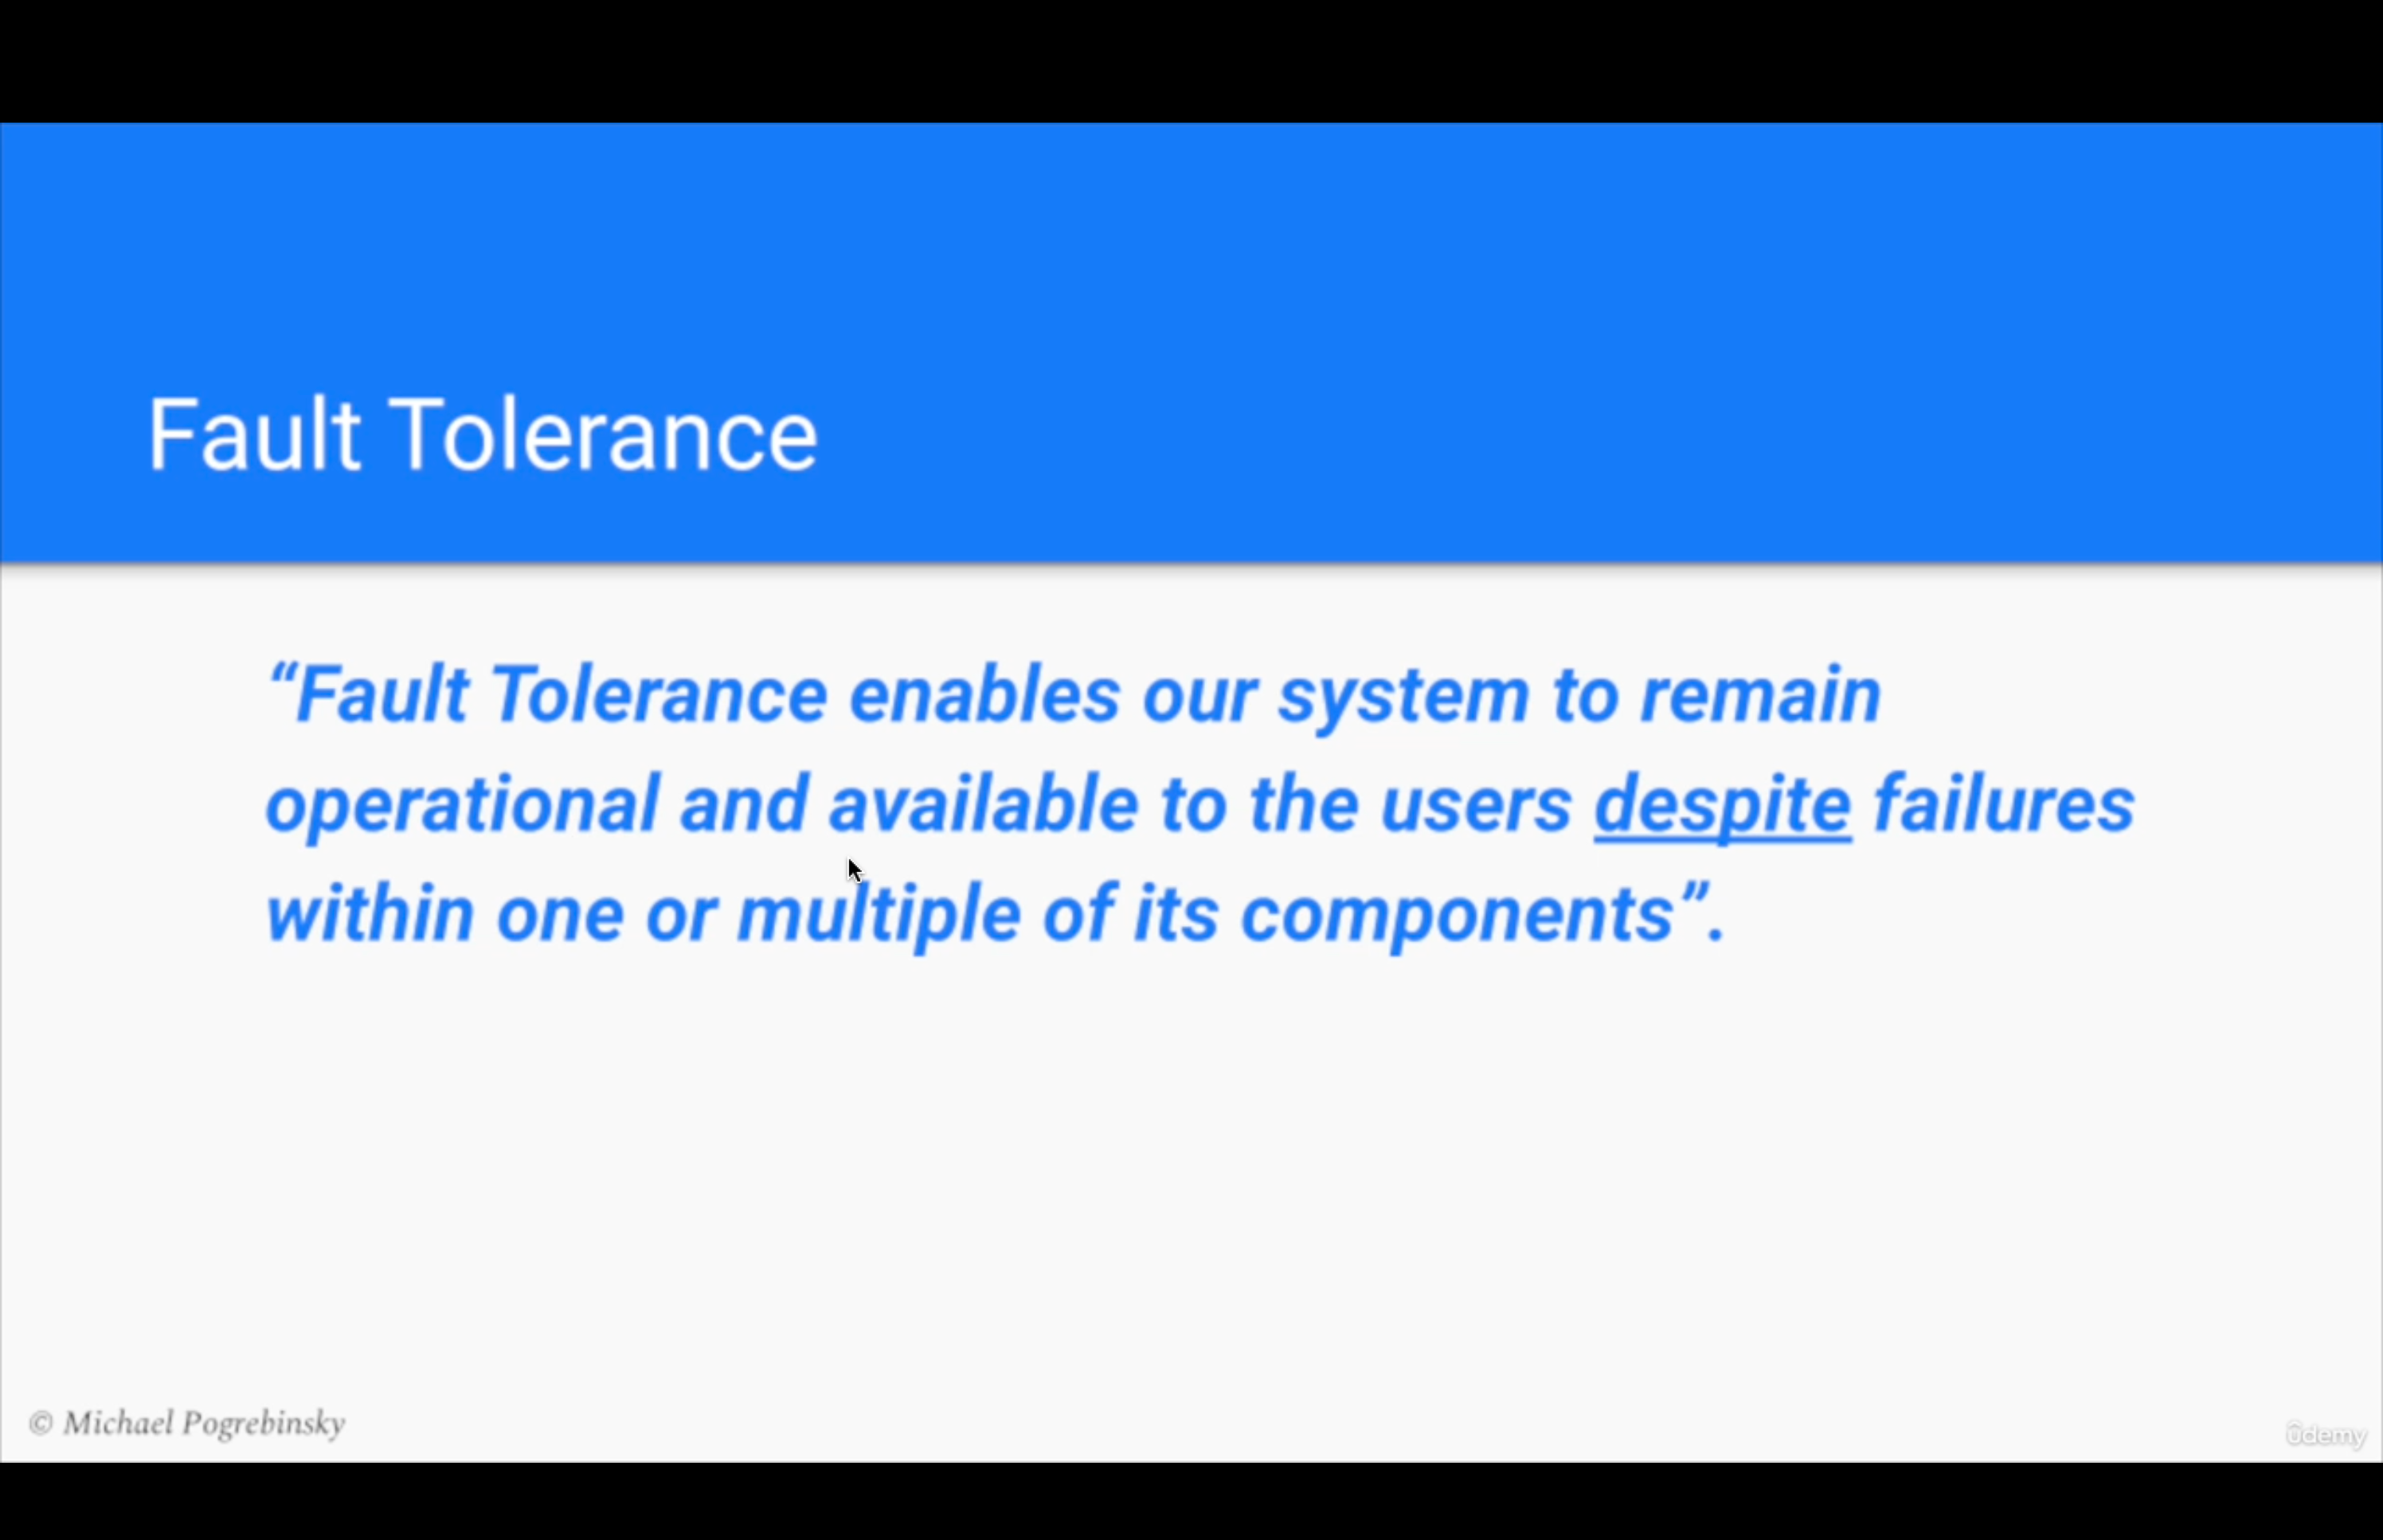 Fault Tolerance
“Fault Tolerance enables our system to remain
operational and available to the users despite failures
within one or multiple of its components”.
© Michael Pogrebinsky
ûdemy